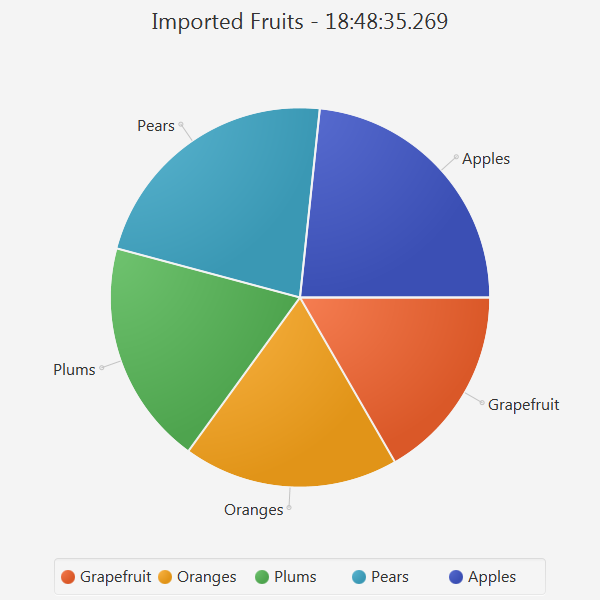 Imported Fruits - 18:48:35.269
Pears
Apples
Plums
Grapefruit
Oranges
Grapefruit Oranges Plums Pears Apples